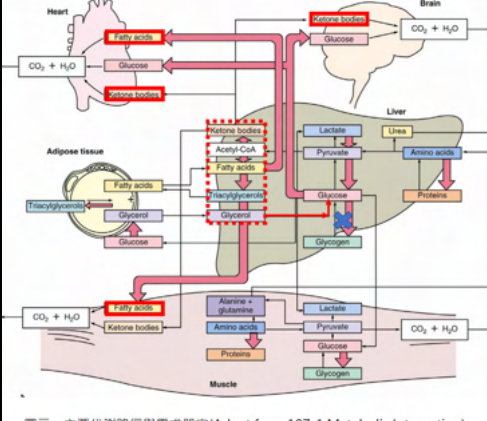 Heart
Brain
Ketone bodies
Fatty acids
Glucose
CO₂ + H₂O
Glucose
CO₂ + H₂O
Ketone bodies
Liver
Ketone bodies
Lactate
Urea
Acetyl-CoA
Pyruvate
Amino acids
Adipose tissue
Fatty acids
Fatty acids
Triacylglycerols
Triacylglycerols
Glucose
Proteins
Glycerol
Glycerol
Glucose
Glycogen
Fatty acids
Alanine + glutamine
Lactate
CO₂ + H₂O
Ketone bodies
Amino acids
Pyruvate
CO₂ + H₂O
Glucose
Proteins
Glycogen
Muscle